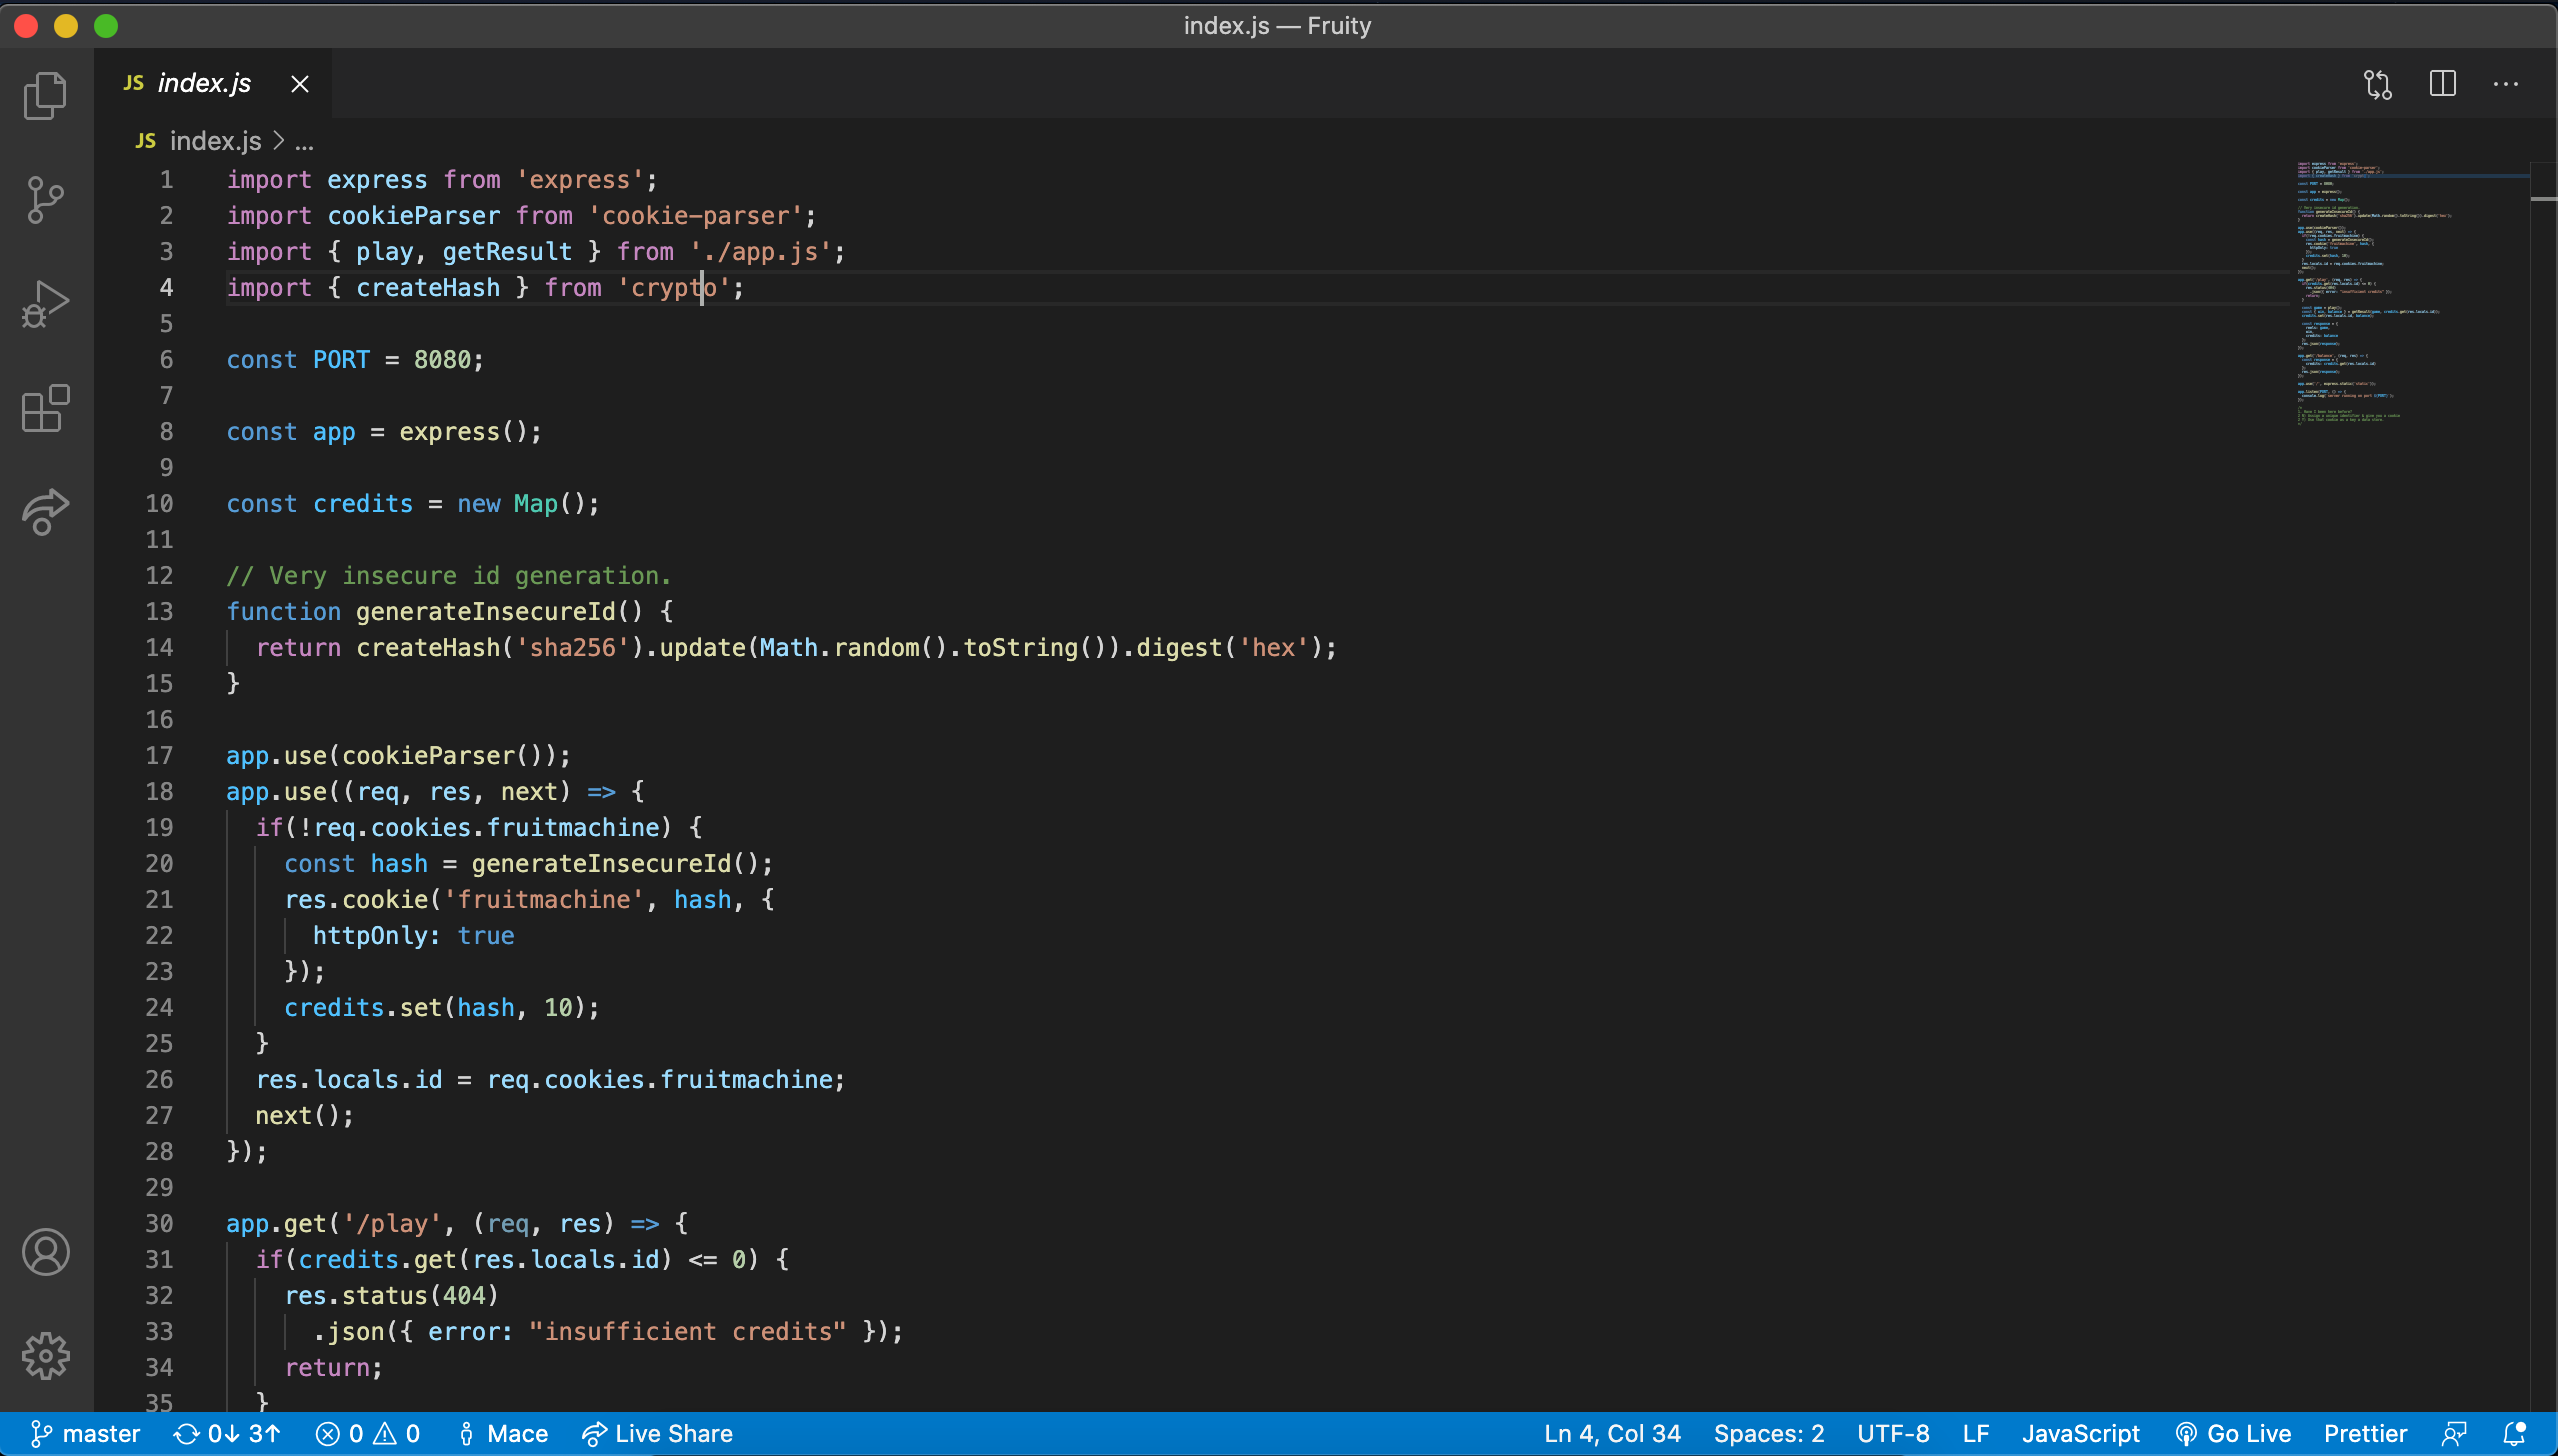 index.js — Fruity
JS index.js
JS index.js > ...
1 import express from 'express';
2 import cookieParser from 'cookie-parser';
3 import { play, getResult } from './app.js';
4 import { createHash } from 'crypto';
5
6 const PORT = 8080;
7
8 const app = express();
9
10 const credits = new Map();
11
12 // Very insecure id generation.
13 function generateInsecureId() {
14   return createHash('sha256').update(Math.random().toString()).digest('hex');
15 }
16
17 app.use(cookieParser());
18 app.use((req, res, next) => {
19   if(!req.cookies.fruitmachine) {
20     const hash = generateInsecureId();
21     res.cookie('fruitmachine', hash, {
22       httpOnly: true
23     });
24     credits.set(hash, 10);
25   }
26   res.locals.id = req.cookies.fruitmachine;
27   next();
28 });
29
30 app.get('/play', (req, res) => {
31   if(credits.get(res.locals.id) <= 0) {
32     res.status(404)
33       .json({ error: "insufficient credits" });
34     return;
35   }
master 0↓ 3↑ 0 0 Mace Live Share Ln 4, Col 34 Spaces: 2 UTF-8 LF JavaScript Go Live Prettier